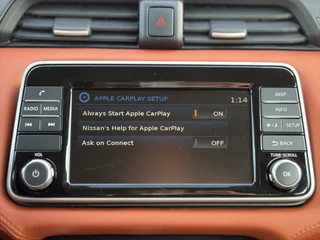 APPLE CARPLAY SETUP 1:14
Always Start Apple CarPlay ON
Nissan's Help for Apple CarPlay
Ask on Connect OFF
RADIO MEDIA
VOL
DISP
INFO
SETUP
BACK
TUNE·SCROLL
OK